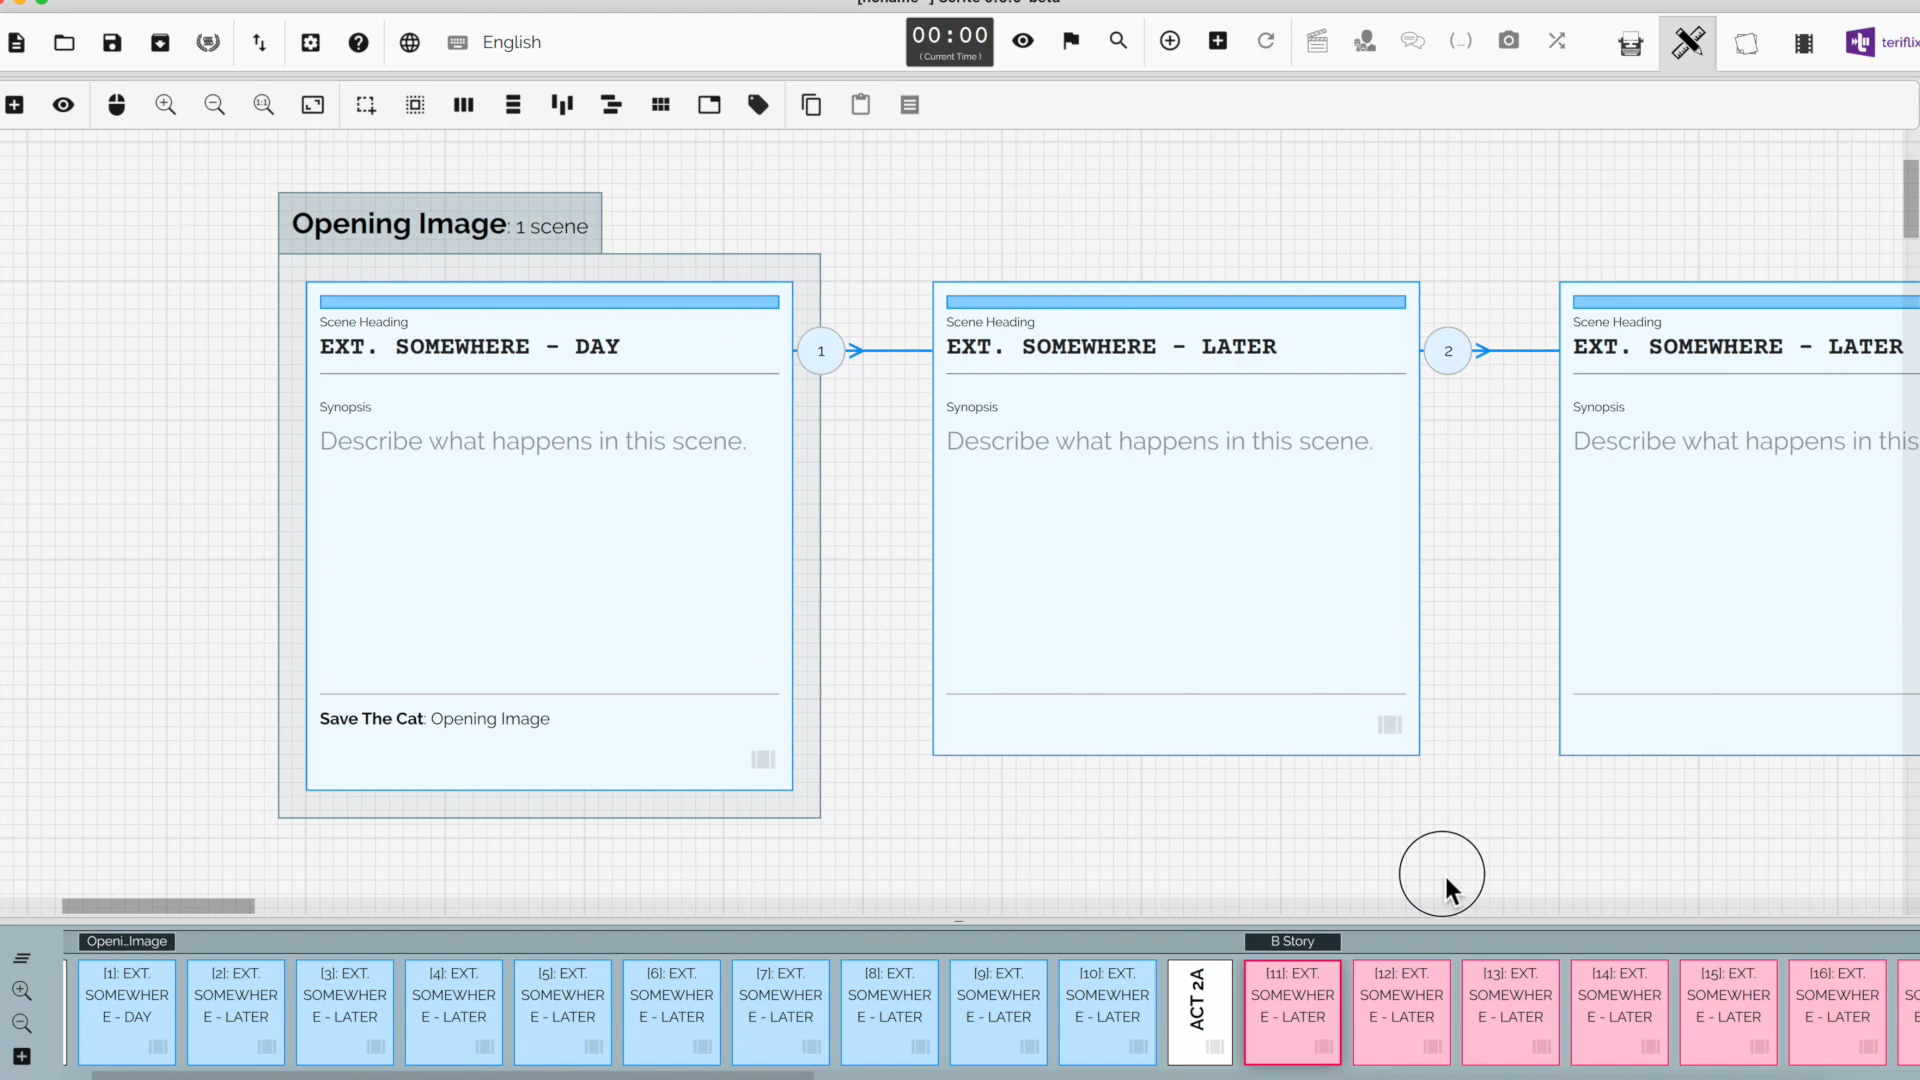 English
00:00
( Current Time )
teriflix
1:1
Opening Image: 1 scene
Scene Heading
EXT. SOMEWHERE - DAY
Synopsis
Describe what happens in this scene.
Save The Cat: Opening Image
1
Scene Heading
EXT. SOMEWHERE - LATER
Synopsis
Describe what happens in this scene.
2
Scene Heading
EXT. SOMEWHERE - LATER
Synopsis
Describe what happens in this
Openi...Image
B Story
[1]: EXT.
SOMEWHER
E - DAY
[2]: EXT.
SOMEWHER
E - LATER
[3]: EXT.
SOMEWHER
E - LATER
[4]: EXT.
SOMEWHER
E - LATER
[5]: EXT.
SOMEWHER
E - LATER
[6]: EXT.
SOMEWHER
E - LATER
[7]: EXT.
SOMEWHER
E - LATER
[8]: EXT.
SOMEWHER
E - LATER
[9]: EXT.
SOMEWHER
E - LATER
[10]: EXT.
SOMEWHER
E - LATER
ACT 2A
[11]: EXT.
SOMEWHER
E - LATER
[12]: EXT.
SOMEWHER
E - LATER
[13]: EXT.
SOMEWHER
E - LATER
[14]: EXT.
SOMEWHER
E - LATER
[15]: EXT.
SOMEWHER
E - LATER
[16]: EXT.
SOMEWHER
E - LATER